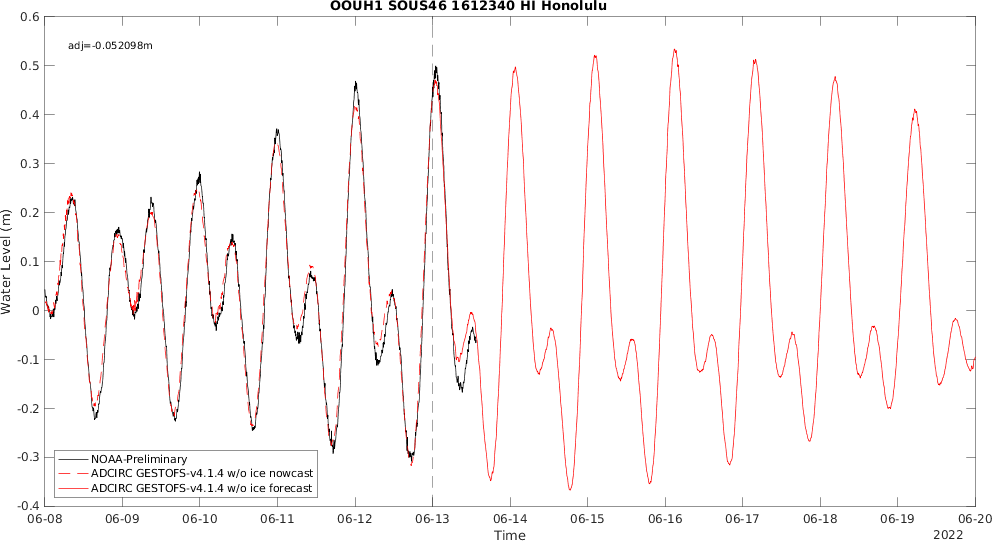 OOUH1 SOUS46 1612340 HI Honolulu
adj=-0.052098m
0.6
0.5
0.4
0.3
0.2
0.1
0
-0.1
-0.2
-0.3
-0.4
Water Level (m)
NOAA-Preliminary
ADCIRC GESTOFS-v4.1.4 w/o ice nowcast
ADCIRC GESTOFS-v4.1.4 w/o ice forecast
06-08 06-09 06-10 06-11 06-12 06-13 06-14 06-15 06-16 06-17 06-18 06-19 06-20
Time
2022